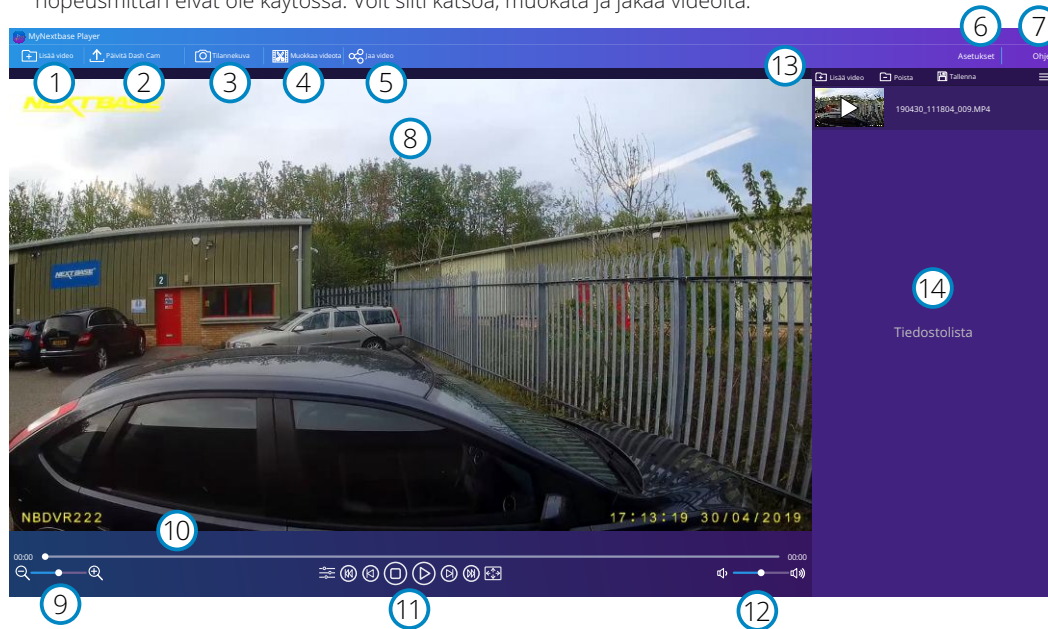 nopeusmittari eivät ole käytössä. Voit silti katsoa, muokata ja jakaa videoita.
6 7
MyNextbase Player
Lisää video Päivitä Dash Cam Tilannekuva Muokkaa videota Jaa video Asetukset Ohje
1 2 3 4 5 13
Lisää video Poista Tallenna
NEXTBASE
190430_111804_009.MP4
8
NEXTBASE
2
14
Tiedostolista
NBDVR222 17:13:19 30/04/2019
10
00:00 00:00
9 11 12